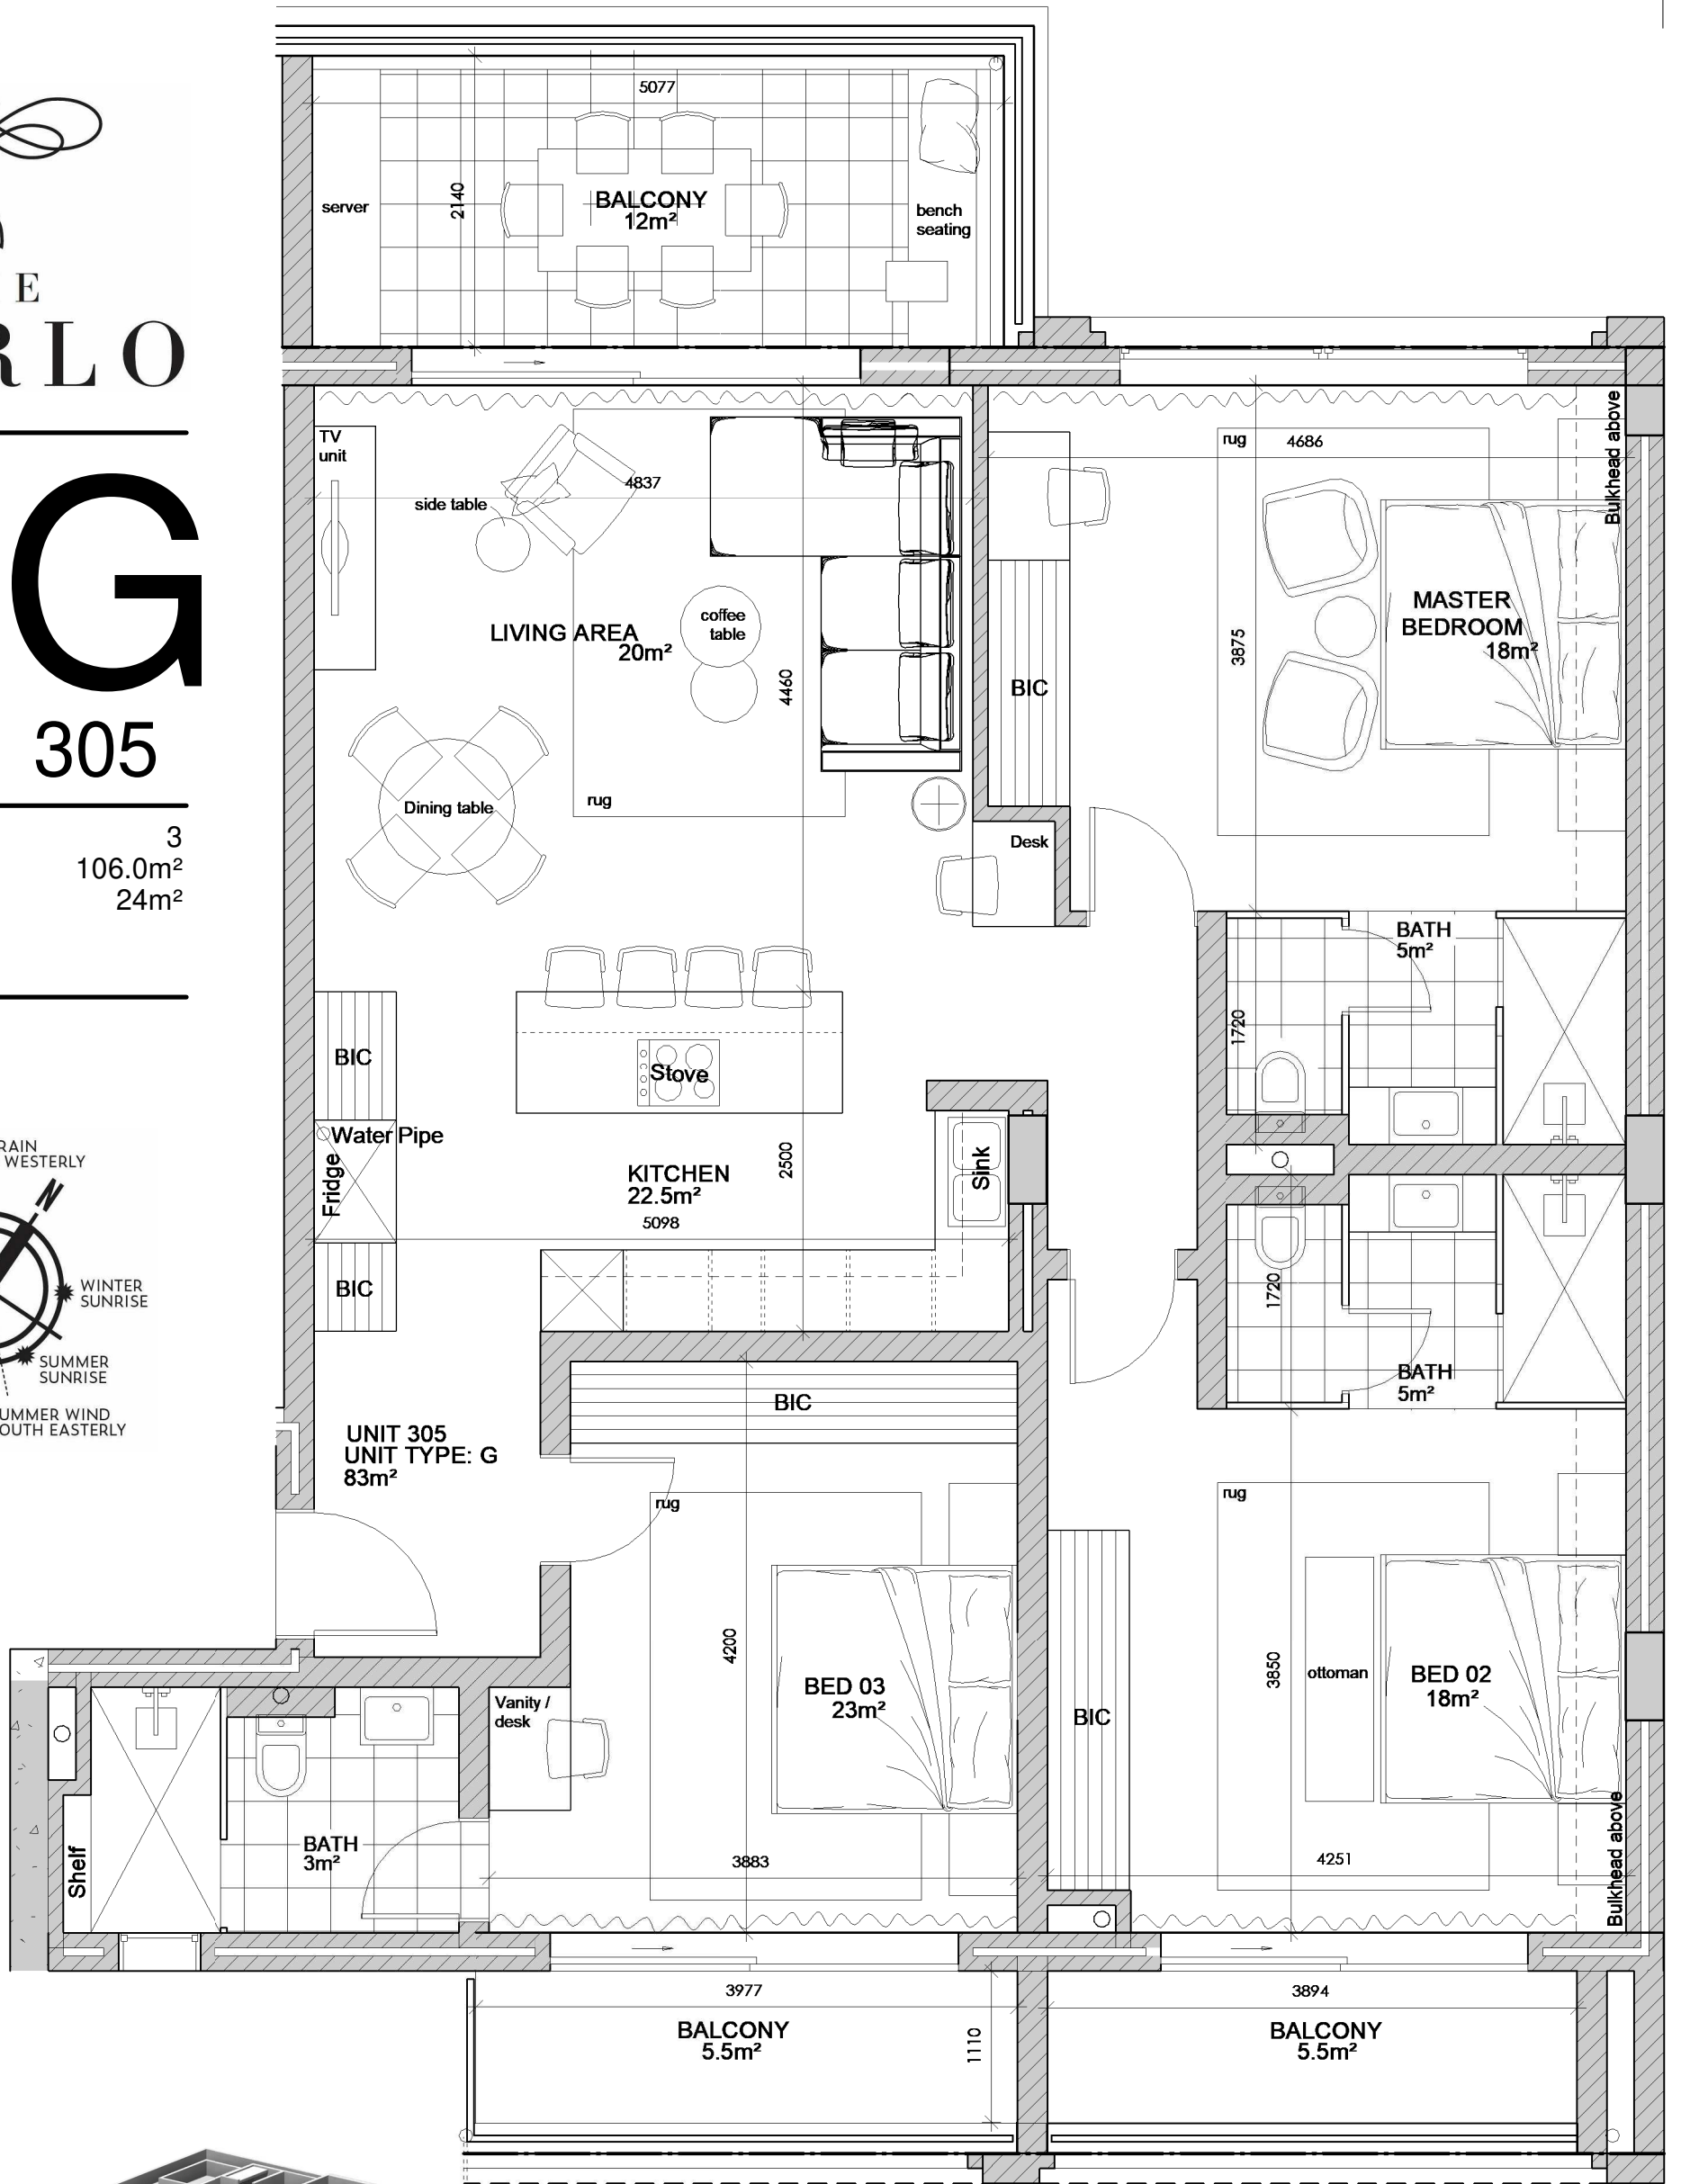 E
RLO
G
305
3
106.0m²
24m²
WESTERLY
N
WINTER
SUNRISE
SUMMER
SUNRISE
5077
2140
server
BALCONY
12m²
bench
seating
TV
unit
side table
4837
LIVING AREA
20m²
coffee
table
4460
Dining table
rug
Desk
rug
4686
Bulkhead above
3875
MASTER
BEDROOM
18m²
BIC
BATH
5m²
1720
BIC
Stove
Water Pipe
Fridge
KITCHEN
22.5m²
5098
2500
Sink
BIC
1720
BATH
5m²
BIC
UNIT 305
UNIT TYPE: G
83m²
rug
4200
BED 03
23m²
Vanity /
desk
3883
BATH
3m²
Shelf
rug
3850
ottoman
BED 02
18m²
BIC
4251
Bulkhead above
3977
BALCONY
5.5m²
1110
3894
BALCONY
5.5m²